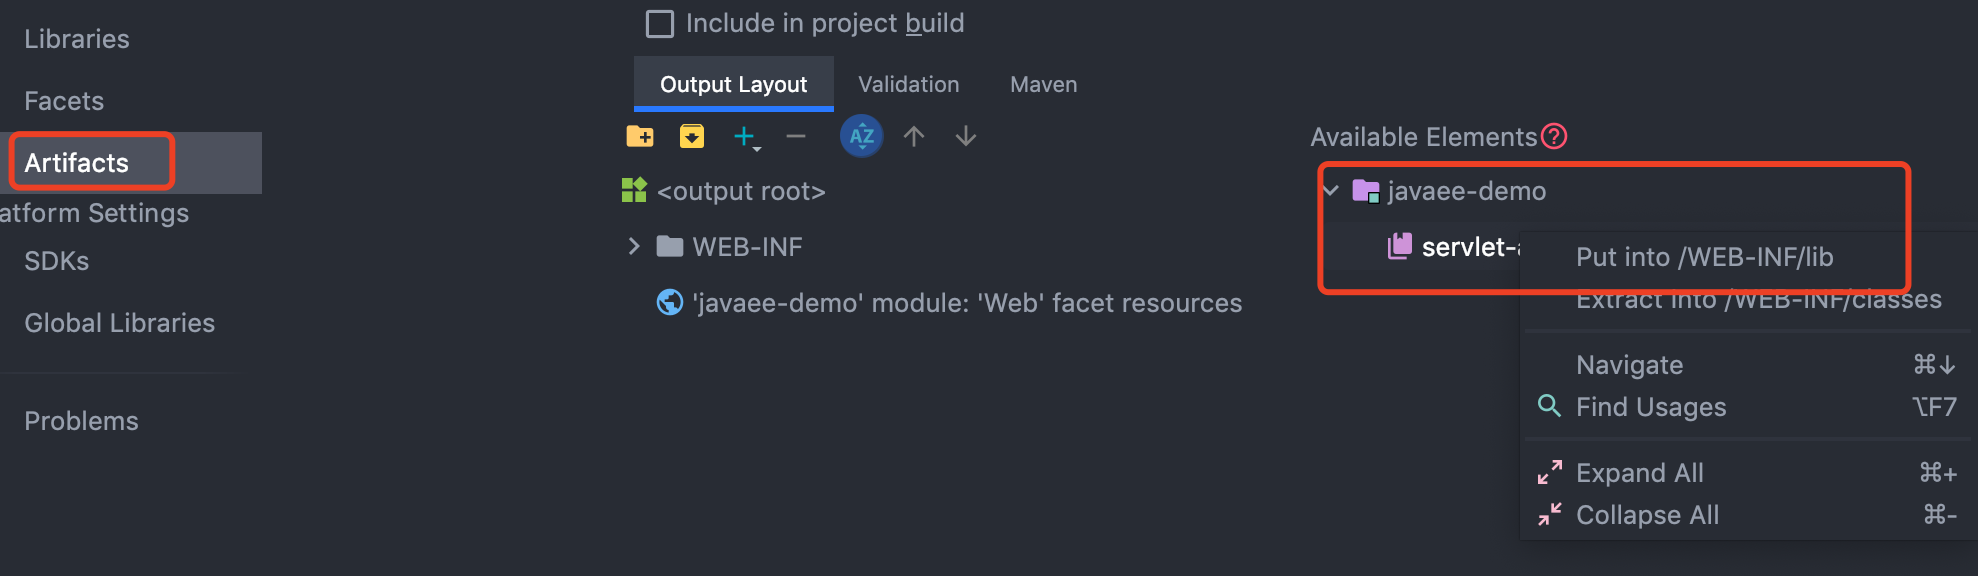 Include in project build
Libraries
Output Layout Validation Maven
Facets
AZ
Available Elements
?
Artifacts
<output root>
javaee-demo
atform Settings
WEB-INF
servlet-
Put into /WEB-INF/lib
SDKs
'javaee-demo' module: 'Web' facet resources
Extract Into /WEB-INF/classes
Global Libraries
Navigate ⌘↓
Find Usages ⌥F7
Problems
Expand All ⌘+
Collapse All ⌘-